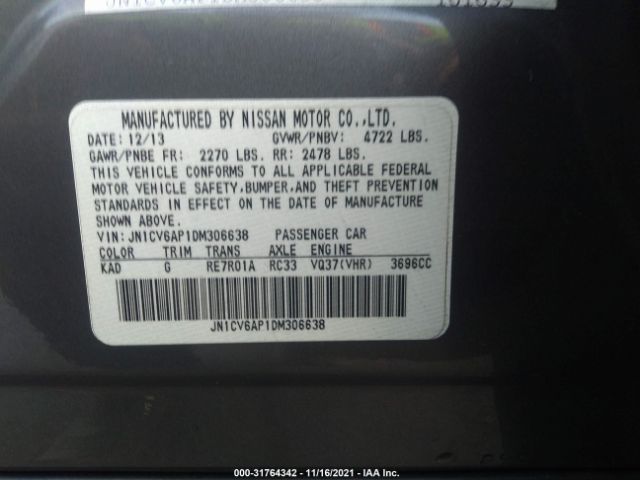 MANUFACTURED BY NISSAN MOTOR CO.,LTD.
DATE: 12/13 GVWR/PNBV: 4722 LBS.
GAWR/PNBE FR: 2270 LBS. RR: 2478 LBS.
THIS VEHICLE CONFORMS TO ALL APPLICABLE FEDERAL
MOTOR VEHICLE SAFETY,BUMPER,AND THEFT PREVENTION
STANDARDS IN EFFECT ON THE DATE OF MANUFACTURE
SHOWN ABOVE.
VIN: JN1CV6AP1DM306638 PASSENGER CAR
COLOR TRIM TRANS AXLE ENGINE
KAD G RE7R01A RC33 VQ37(VHR) 3696CC
JN1CV6AP1DM306638
000-31764342 - 11/16/2021 - IAA Inc.